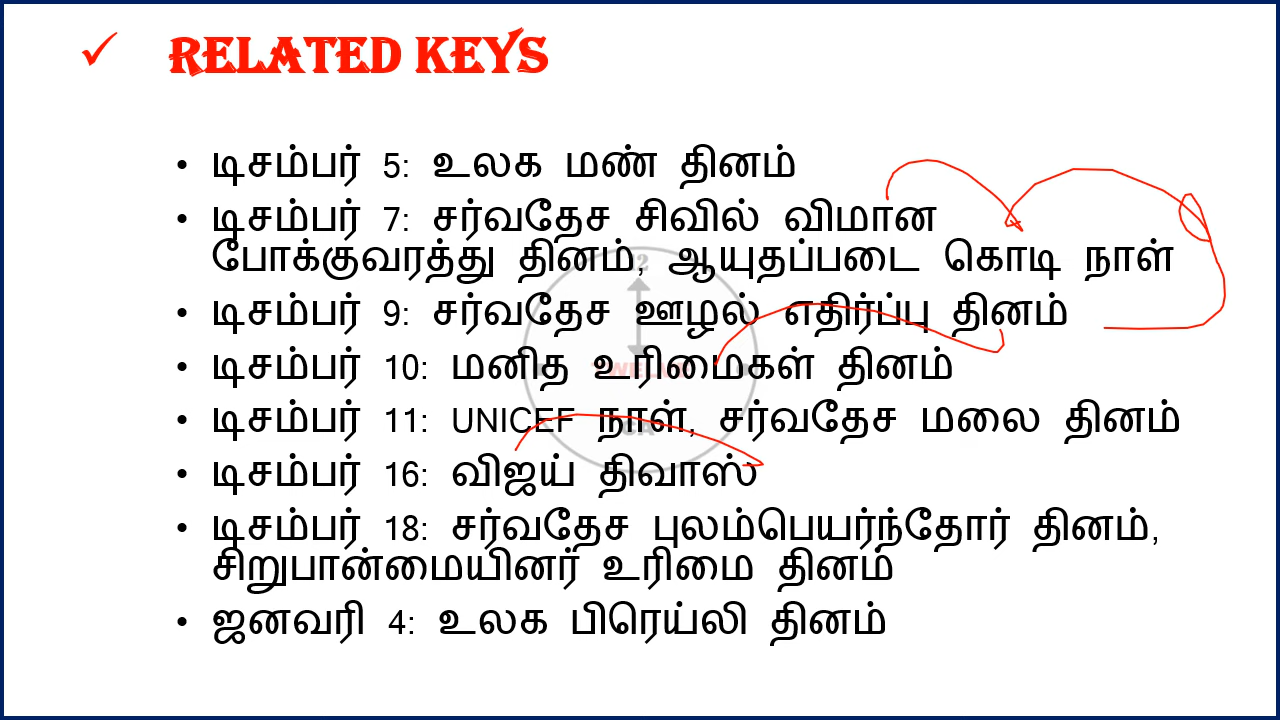 RELATED KEYS
• டிசம்பர் 5: உலக மண் தினம்
• டிசம்பர் 7: சர்வதேச சிவில் விமான
போக்குவரத்து தினம், ஆயுதப்படை கொடி நாள்
• டிசம்பர் 9: சர்வதேச ஊழல் எதிர்ப்பு தினம்
• டிசம்பர் 10: மனித உரிமைகள் தினம்
• டிசம்பர் 11: UNICEF நாள், சர்வதேச மலை தினம்
• டிசம்பர் 16: விஜய் திவாஸ்
• டிசம்பர் 18: சர்வதேச புலம்பெயர்ந்தோர் தினம்,
சிறுபான்மையினர் உரிமை தினம்
• ஜனவரி 4: உலக பிரெய்லி தினம்